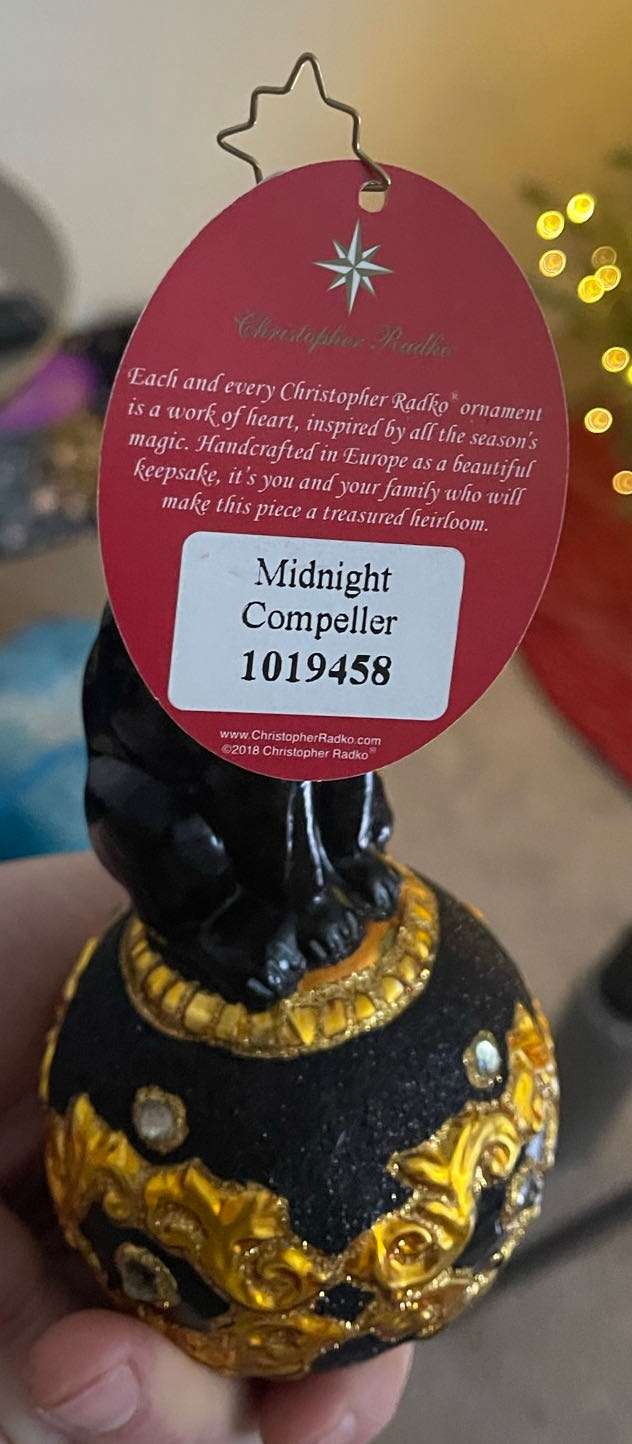 Christopher Radko
Each and every Christopher Radko® ornament
is a work of heart, inspired by all the season's
magic. Handcrafted in Europe as a beautiful
keepsake, it's you and your family who will
make this piece a treasured heirloom.
Midnight
Compeller
1019458
www.ChristopherRadko.com
©2018 Christopher Radko®